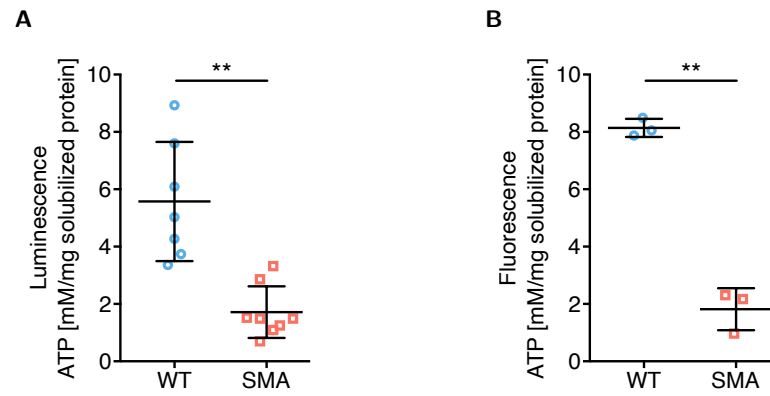 A
Luminescence
ATP [mM/mg solubilized protein]
10
8
6
4
2
0
**
WT
SMA
B
Fluorescence
ATP [mM/mg solubilized protein]
10
8
6
4
2
0
**
WT
SMA